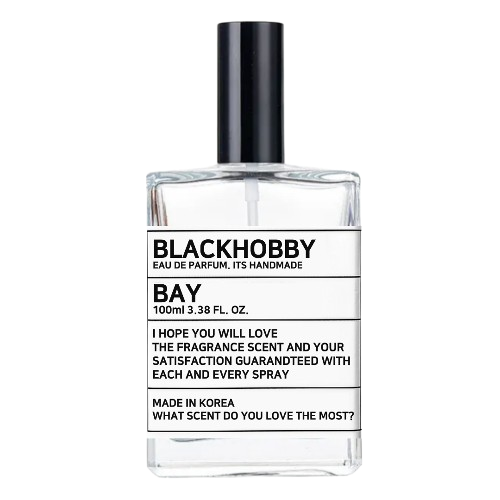 BLACKHOBBY
EAU DE PARFUM. ITS HANDMADE
BAY
100ml 3.38 FL. OZ.
I HOPE YOU WILL LOVE
THE FRAGRANCE SCENT AND YOUR
SATISFACTION GUARANDTEED WITH
EACH AND EVERY SPRAY
MADE IN KOREA
WHAT SCENT DO YOU LOVE THE MOST?